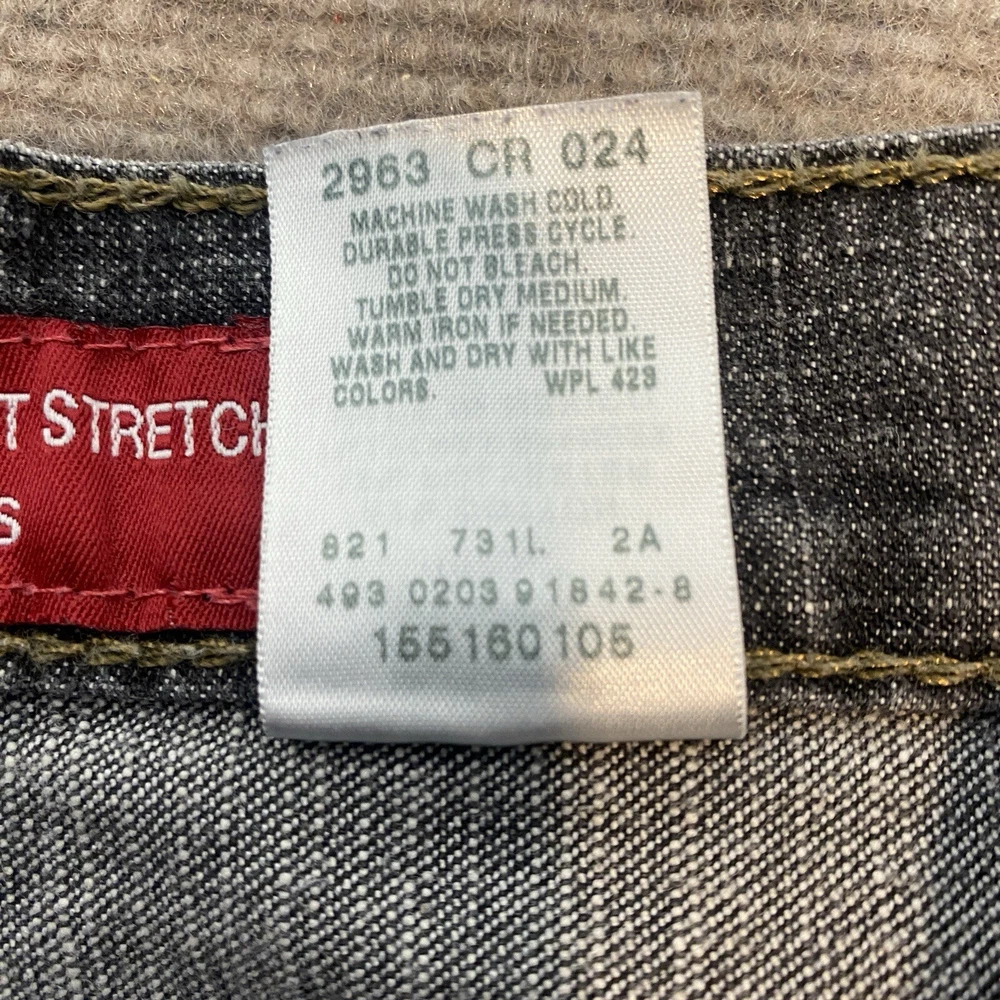 2963 CR 024
MACHINE WASH COLD.
DURABLE PRESS CYCLE.
DO NOT BLEACH.
TUMBLE DRY MEDIUM.
WARM IRON IF NEEDED.
WASH AND DRY WITH LIKE
COLORS. WPL 423
T STRETCH
S
821 7311. 2A
493 0203 91842-8
155160105